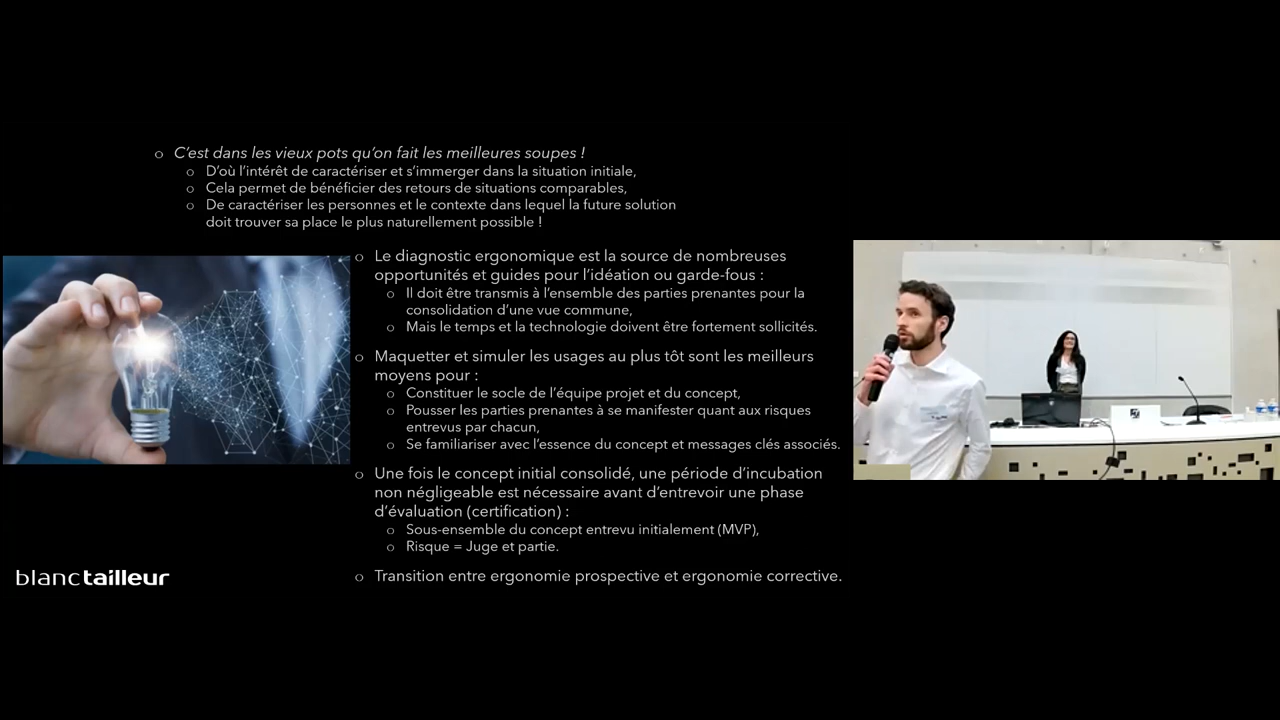 o C’est dans les vieux pots qu’on fait les meilleures soupes !
o D’où l’intérêt de caractériser et s’immerger dans la situation initiale,
o Cela permet de bénéficier des retours de situations comparables,
o De caractériser les personnes et le contexte dans lequel la future solution
doit trouver sa place le plus naturellement possible !
o Le diagnostic ergonomique est la source de nombreuses
opportunités et guides pour l’idéation ou garde-fous :
o Il doit être transmis à l’ensemble des parties prenantes pour la
consolidation d’une vue commune,
o Mais le temps et la technologie doivent être fortement sollicités.
o Maquetter et simuler les usages au plus tôt sont les meilleurs
moyens pour :
o Constituer le socle de l’équipe projet et du concept,
o Pousser les parties prenantes à se manifester quant aux risques
entrevus par chacun,
o Se familiariser avec l’essence du concept et messages clés associés.
o Une fois le concept initial consolidé, une période d’incubation
non négligeable est nécessaire avant d’entrevoir une phase
d’évaluation (certification) :
o Sous-ensemble du concept entrevu initialement (MVP),
o Risque = Juge et partie.
o Transition entre ergonomie prospective et ergonomie corrective.
blanctailleur